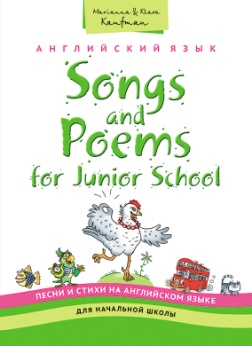 Marianna & Klara
Kaufman
АНГЛИЙСКИЙ ЯЗЫК
Songs
and
Poems
for Junior School
ПЕСНИ И СТИХИ НА АНГЛИЙСКОМ ЯЗЫКЕ
ДЛЯ НАЧАЛЬНОЙ ШКОЛЫ